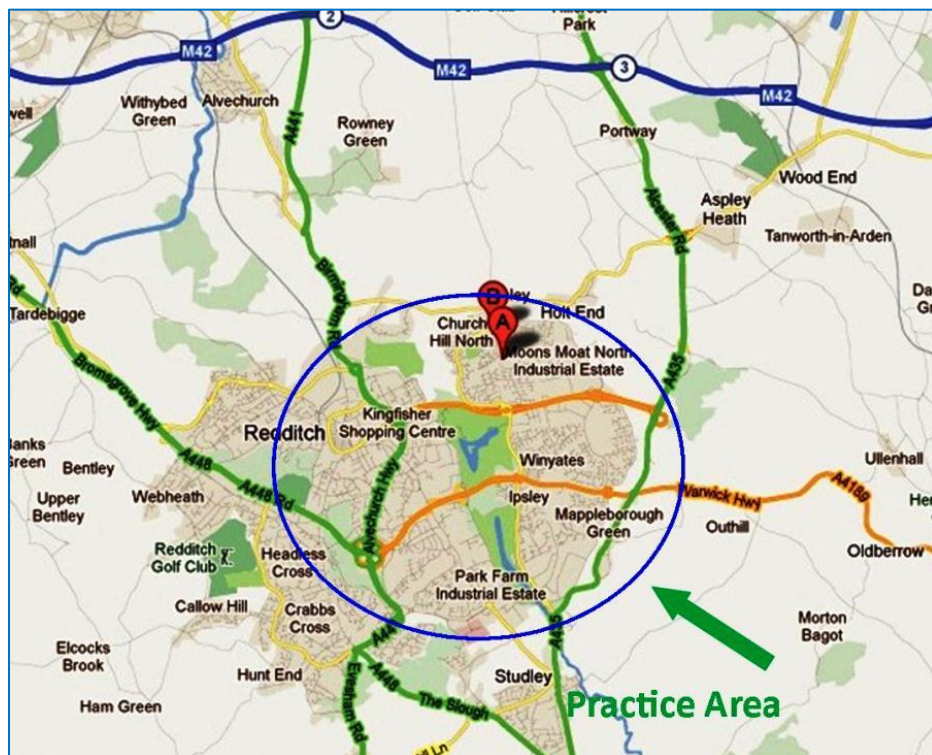 Park
2
M42
M42
3
M42
Withybed
Green
Alvechurch
A441
Rowney
Green
Portway
Wood End
Aspley
Heath
Tanworth-in-Arden
Alcester Rd
Tardebigge
Birmingham Rd
B
A
Holt End
Church
Hill North
Moons Moat North
Industrial Estate
A435
Bromsgrove Hwy
Kingfisher
Shopping Centre
Redditch
Alvechurch Hwy
Winyates
Ipsley
Banks
Green
Bentley
A448
A448 Rd
Upper
Bentley
Webheath
Ullenhall
A4189
Warwick Hwy
Mappleborough
Green
Outhill
Oldberrow
Redditch
Golf Club
Headless
Cross
Park Farm
Industrial Estate
Callow Hill
Crabbs
Cross
Morton
Bagot
Elcocks
Brook
A435
Hunt End
Studley
Ham Green
Evesham Rd
A448
The Slough
Practice Area